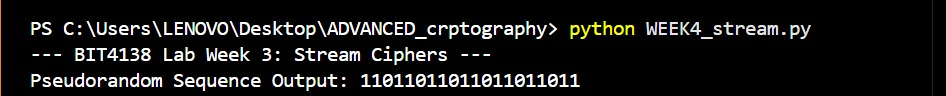 PS C:\Users\LENOVO\Desktop\ADVANCED_crptography> python WEEK4_stream.py
--- BIT4138 Lab Week 3: Stream Ciphers ---
Pseudorandom Sequence Output: 11011011011011011011